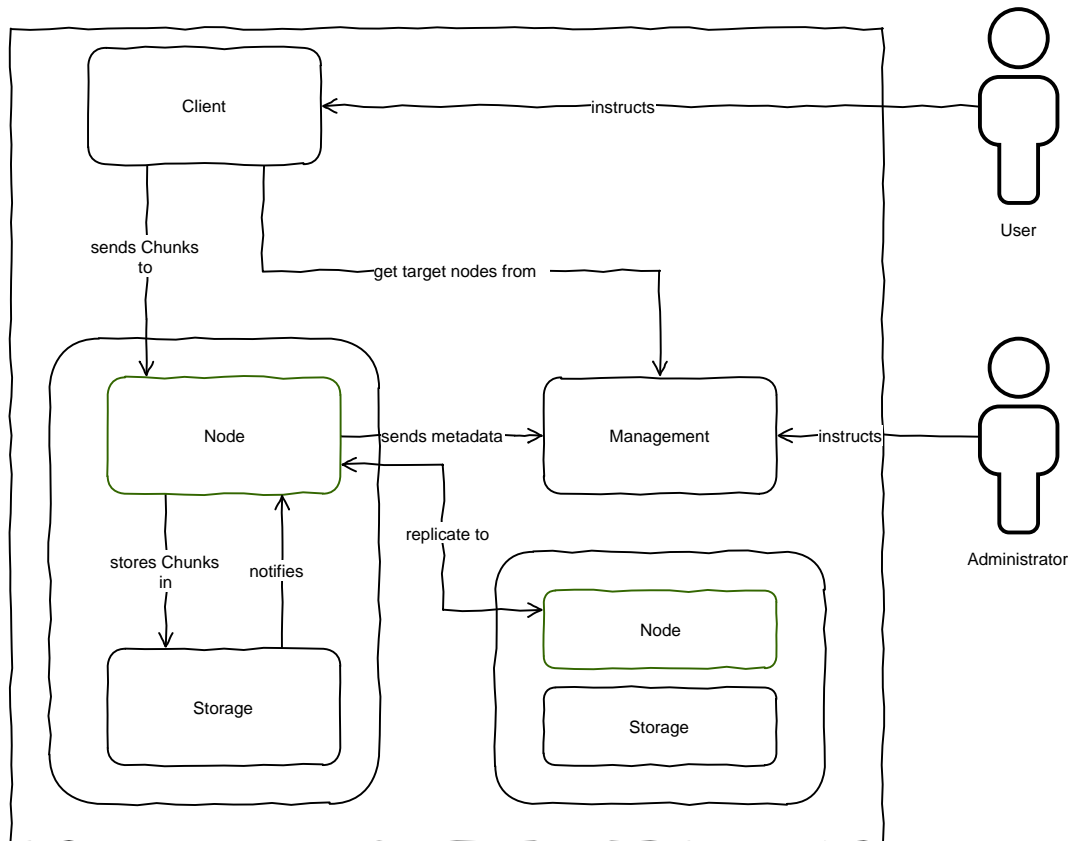 Client
instructs
User
sends Chunks
to
get target nodes from
Node
sends metadata
Management
instructs
replicate to
Administrator
stores Chunks
in
notifies
Node
Storage
Storage